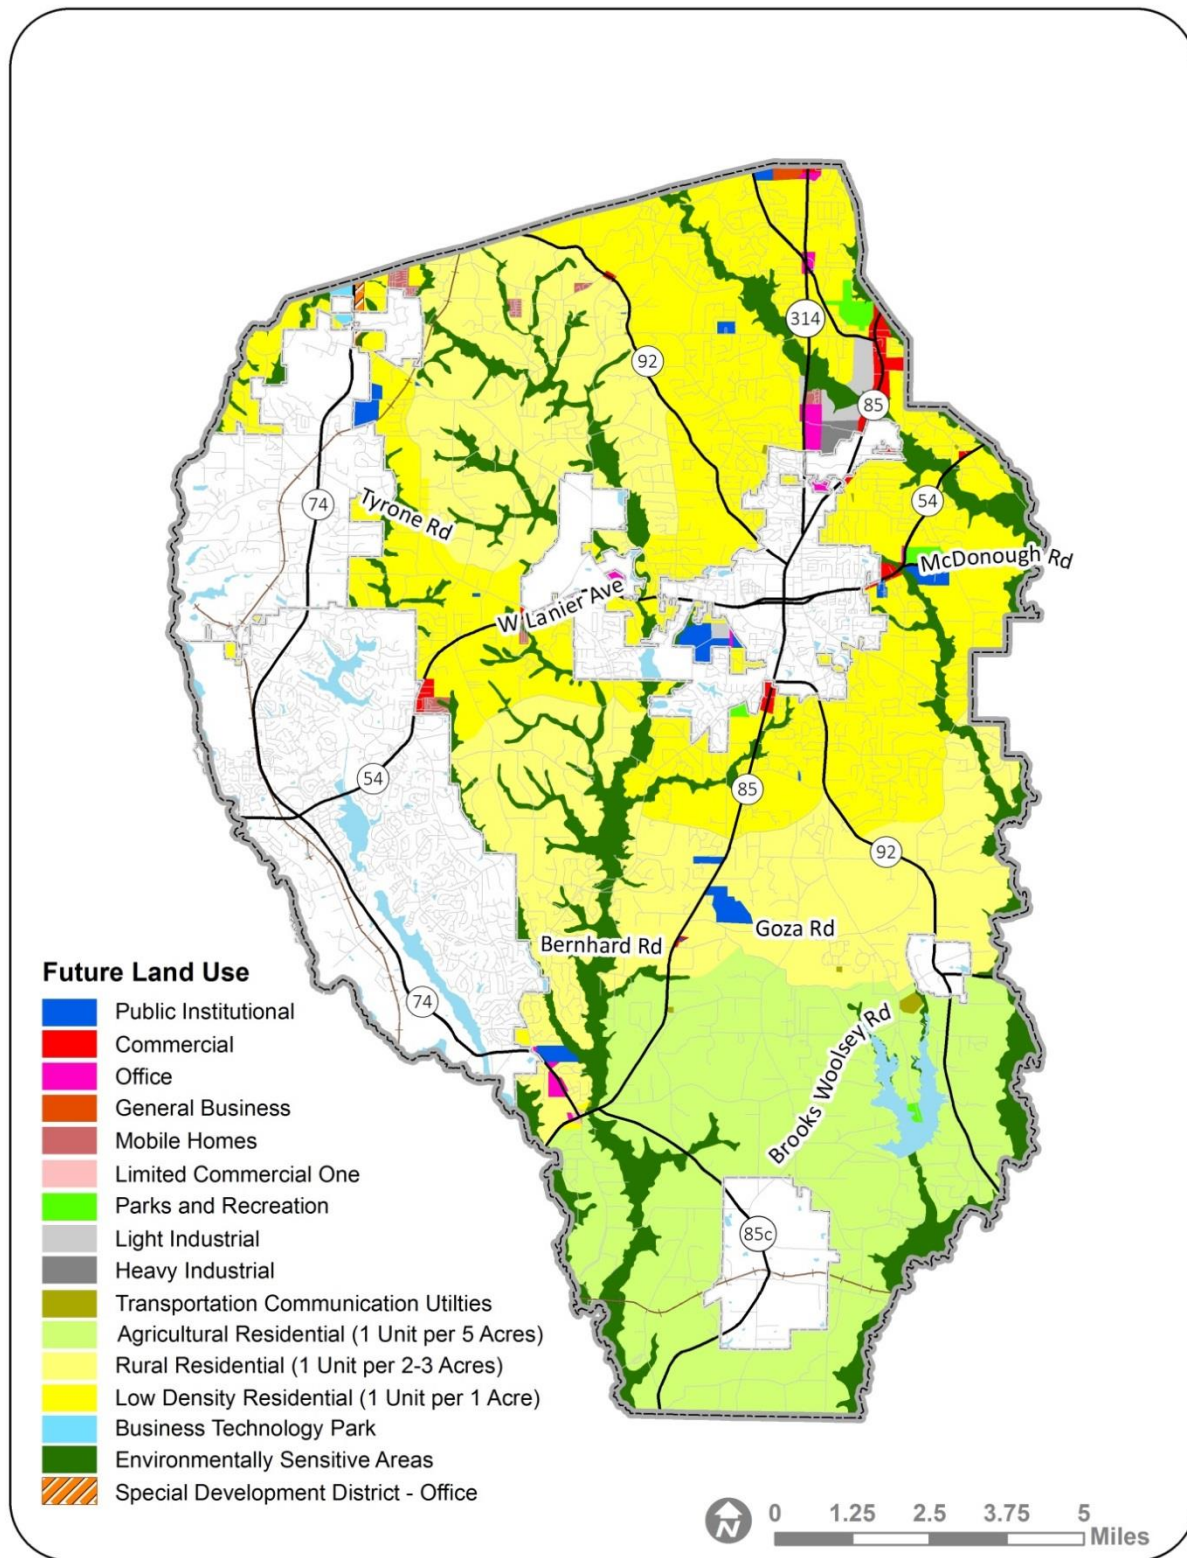 314
92
85
54
74
Tyrone Rd
McDonough Rd
W Lanier Ave
54
85
92
Goza Rd
Bernhard Rd
74
Brooks Woolsey Rd
85c
Future Land Use
Public Institutional
Commercial
Office
General Business
Mobile Homes
Limited Commercial One
Parks and Recreation
Light Industrial
Heavy Industrial
Transportation Communication Utilties
Agricultural Residential (1 Unit per 5 Acres)
Rural Residential (1 Unit per 2-3 Acres)
Low Density Residential (1 Unit per 1 Acre)
Business Technology Park
Environmentally Sensitive Areas
Special Development District - Office
N
0 1.25 2.5 3.75 5
Miles